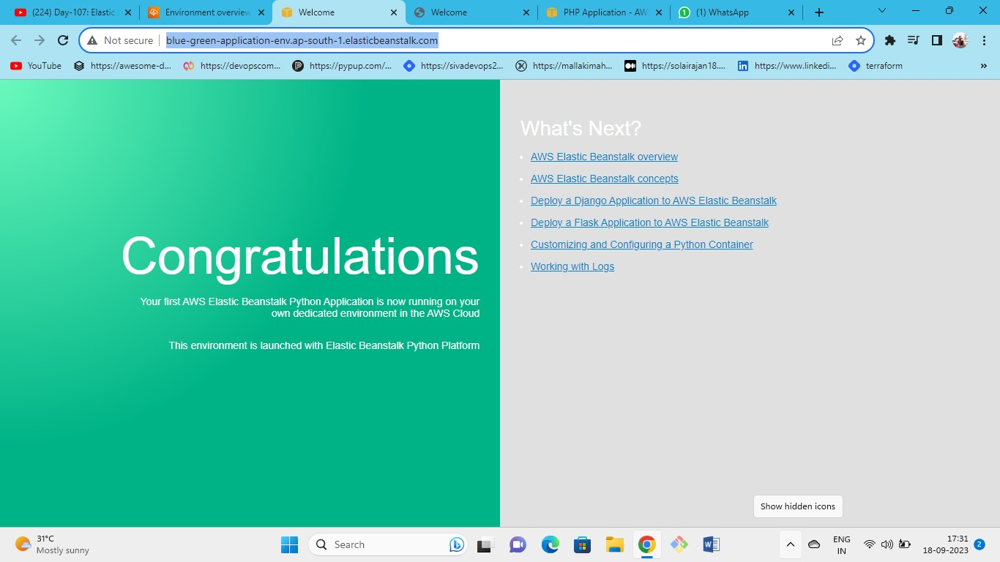 (224) Day-107: Elastic
Environment overview
Welcome
Welcome
PHP Application - AW
(1) WhatsApp
Not secure
blue-green-application-env.ap-south-1.elasticbeanstalk.com
YouTube
https://awesome-d...
https://devopscom...
https://pypup.com/...
https://sivadevops2...
https://mallakimah...
https://solairajan18....
https://www.linkedi...
terraform
»
Congratulations
Your first AWS Elastic Beanstalk Python Application is now running on your
own dedicated environment in the AWS Cloud
This environment is launched with Elastic Beanstalk Python Platform
What's Next?
AWS Elastic Beanstalk overview
AWS Elastic Beanstalk concepts
Deploy a Django Application to AWS Elastic Beanstalk
Deploy a Flask Application to AWS Elastic Beanstalk
Customizing and Configuring a Python Container
Working with Logs
Show hidden icons
31°C
Mostly sunny
Search
ENG
IN
17:31
18-09-2023
2